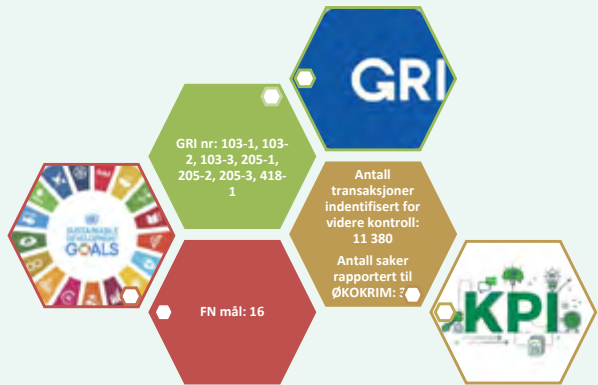 GRI
GRI nr: 103-1, 103-
2, 103-3, 205-1,
205-2, 205-3, 418-
1
Antall
transaksjoner
indentifisert for
videre kontroll:
11 380
Antall saker
rapportert til
ØKOKRIM:
SUSTAINABLE
DEVELOPMENT
GOALS
FN mål: 16
KPI